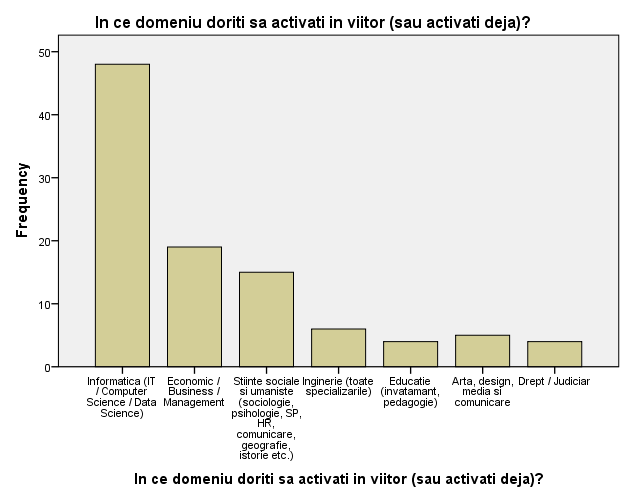 In ce domeniu doriti sa activati in viitor (sau activati deja)?
50
40
30
20
10
0
Frequency
Informatica (IT
/ Computer
Science / Data
Science)
Economic /
Business /
Management
Stiinte sociale
si umaniste
(sociologie,
psihologie, SP,
HR,
comunicare,
geografie,
istorie etc.)
Inginerie (toate
specializarile)
Educatie
(invatamant,
pedagogie)
Arta, design,
media si
comunicare
Drept / Judiciar
In ce domeniu doriti sa activati in viitor (sau activati deja)?